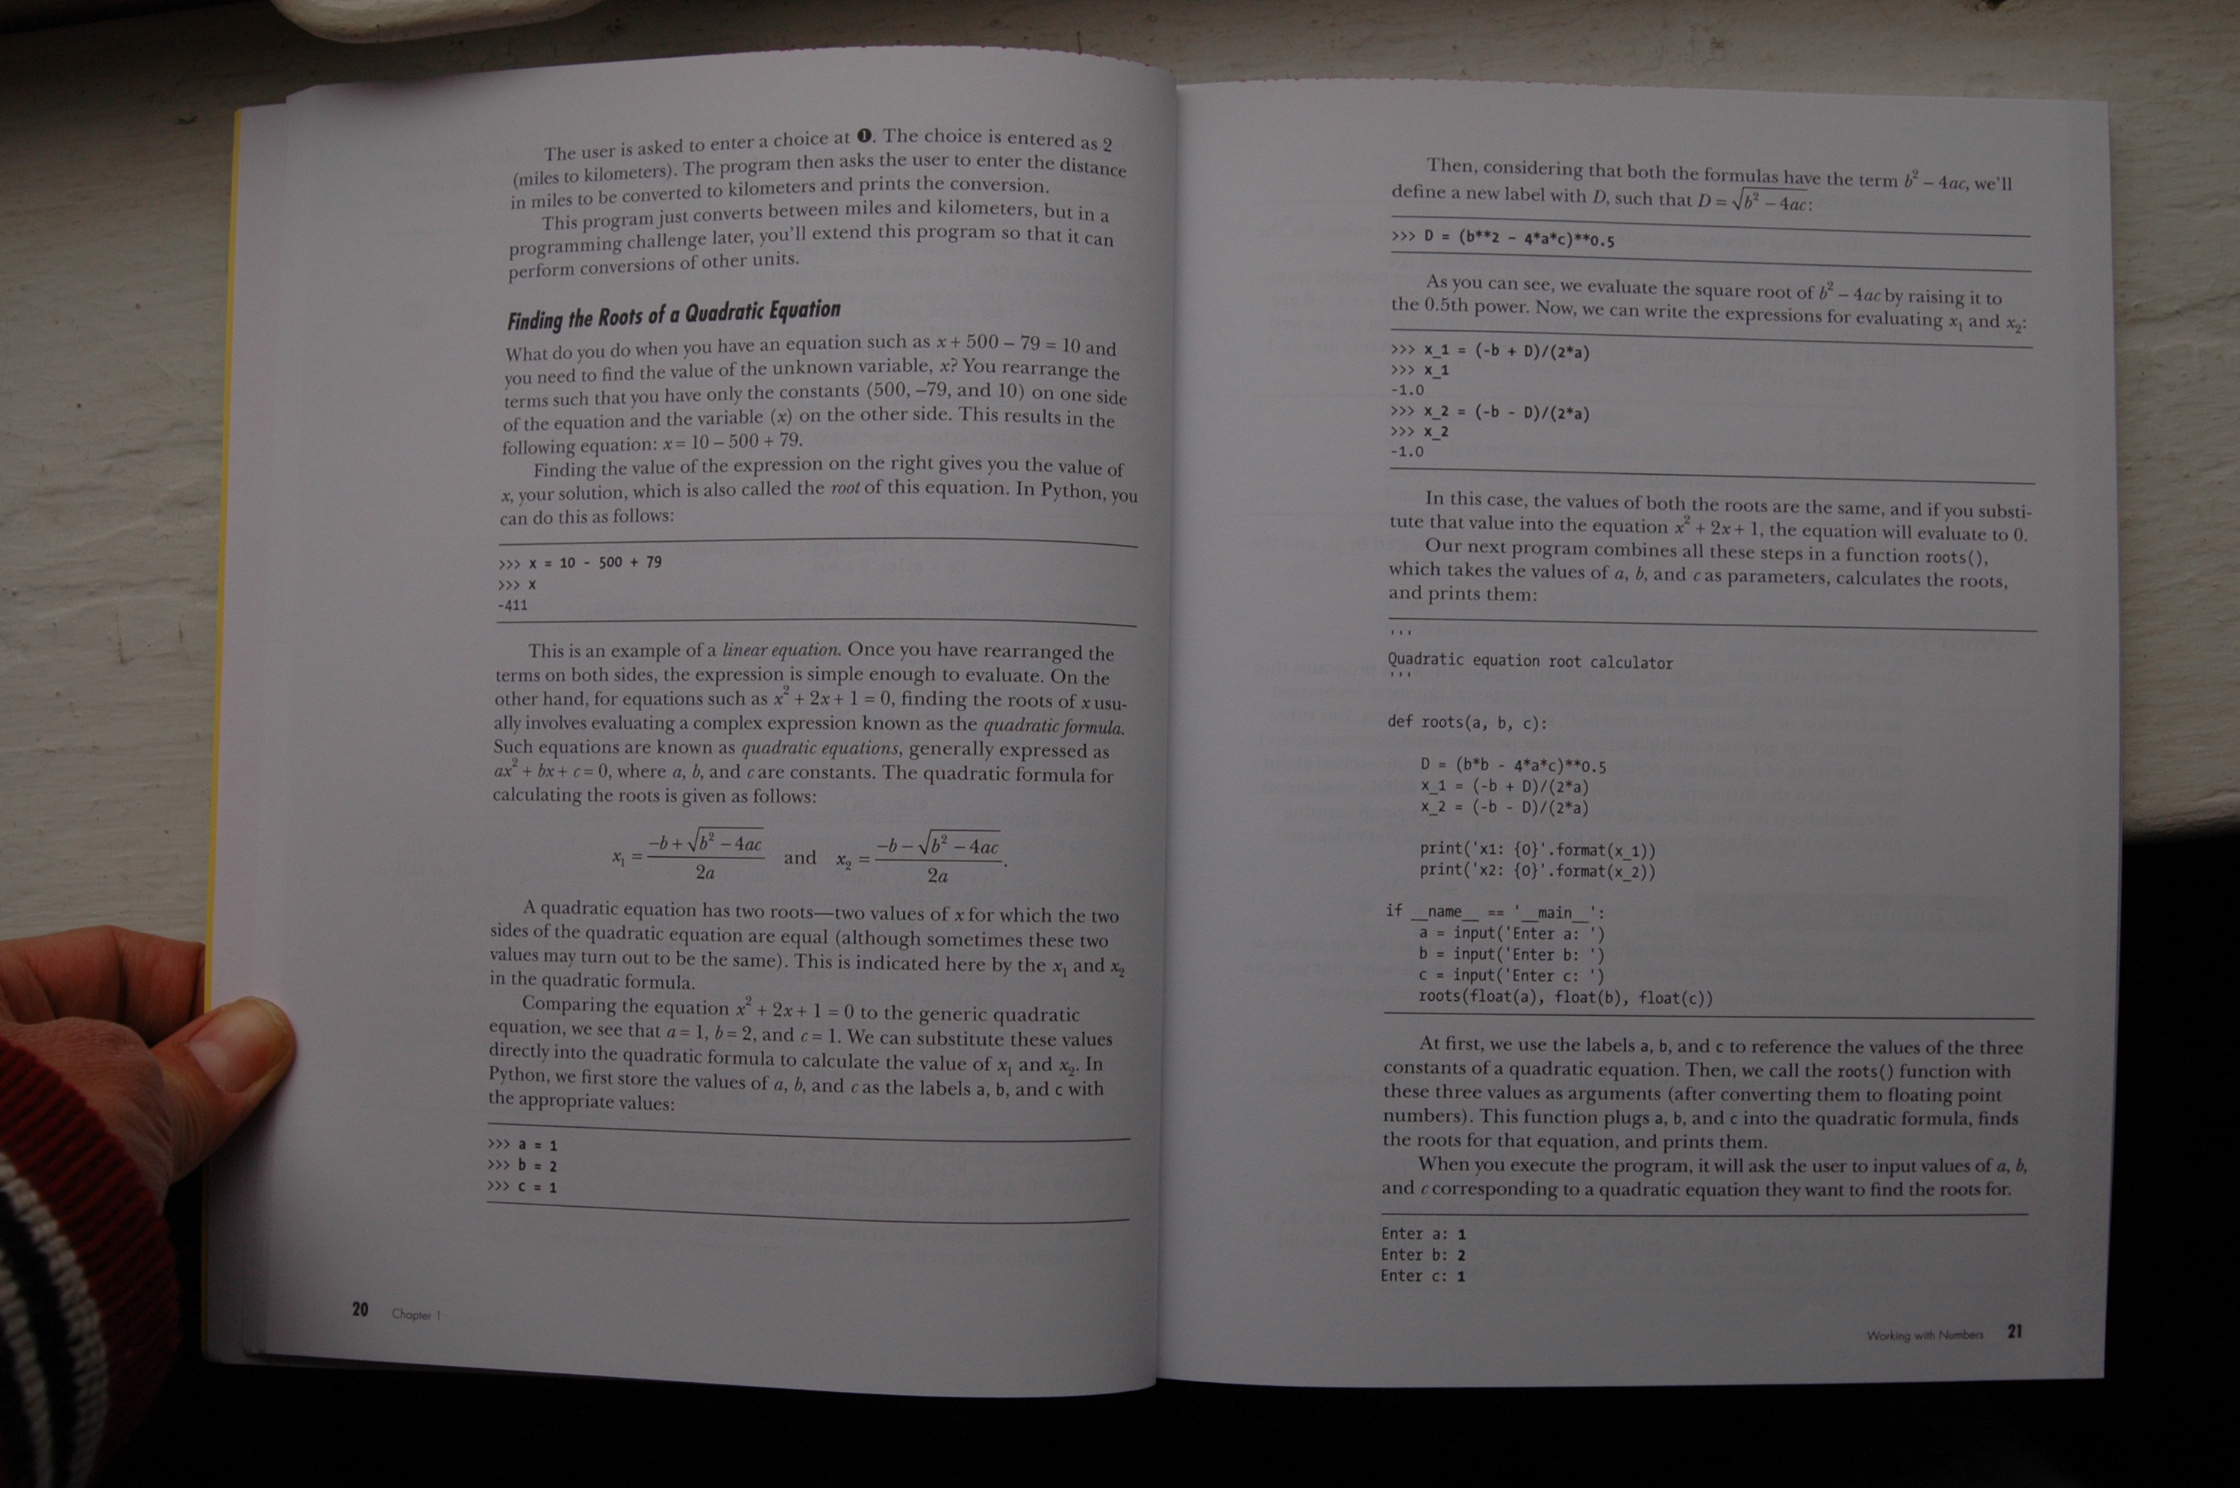 The user is asked to enter a choice at ❶. The choice is entered as 2
(miles to kilometers). The program then asks the user to enter the distance
in miles to be converted to kilometers and prints the conversion.
This program just converts between miles and kilometers, but in a
programming challenge later, you'll extend this program so that it can
perform conversions of other units.
Finding the Roots of a Quadratic Equation
What do you do when you have an equation such as x + 500 – 79 = 10 and
you need to find the value of the unknown variable, x? You rearrange the
terms such that you have only the constants (500, –79, and 10) on one side
of the equation and the variable (x) on the other side. This results in the
following equation: x = 10 – 500 + 79.
Finding the value of the expression on the right gives you the value of
x, your solution, which is also called the root of this equation. In Python, you
can do this as follows:
>>> x = 10 - 500 + 79
>>> x
-411
This is an example of a linear equation. Once you have rearranged the
terms on both sides, the expression is simple enough to evaluate. On the
other hand, for equations such as x² + 2x + 1 = 0, finding the roots of x usu-
ally involves evaluating a complex expression known as the quadratic formula.
Such equations are known as quadratic equations, generally expressed as
ax² + bx + c = 0, where a, b, and c are constants. The quadratic formula for
calculating the roots is given as follows:
x₁ = (–b + √(b² – 4ac))/2a and x₂ = (–b – √(b² – 4ac))/2a.
A quadratic equation has two roots—two values of x for which the two
sides of the quadratic equation are equal (although sometimes these two
values may turn out to be the same). This is indicated here by the x₁ and x₂
in the quadratic formula.
Comparing the equation x² + 2x + 1 = 0 to the generic quadratic
equation, we see that a = 1, b = 2, and c = 1. We can substitute these values
directly into the quadratic formula to calculate the value of x₁ and x₂. In
Python, we first store the values of a, b, and c as the labels a, b, and c with
the appropriate values:
>>> a = 1
>>> b = 2
>>> c = 1
20 Chapter 1
Then, considering that both the formulas have the term b² – 4ac, we'll
define a new label with D, such that D = √(b² – 4ac):
>>> D = (b**2 - 4*a*c)**0.5
As you can see, we evaluate the square root of b² – 4ac by raising it to
the 0.5th power. Now, we can write the expressions for evaluating x₁ and x₂:
>>> x_1 = (-b + D)/(2*a)
>>> x_1
-1.0
>>> x_2 = (-b - D)/(2*a)
>>> x_2
-1.0
In this case, the values of both the roots are the same, and if you substi-
tute that value into the equation x² + 2x + 1, the equation will evaluate to 0.
Our next program combines all these steps in a function roots(),
which takes the values of a, b, and c as parameters, calculates the roots,
and prints them:
'''
Quadratic equation root calculator
'''
def roots(a, b, c):
D = (b*b - 4*a*c)**0.5
x_1 = (-b + D)/(2*a)
x_2 = (-b - D)/(2*a)
print('x1: {0}'.format(x_1))
print('x2: {0}'.format(x_2))
if __name__ == '__main__':
a = input('Enter a: ')
b = input('Enter b: ')
c = input('Enter c: ')
roots(float(a), float(b), float(c))
At first, we use the labels a, b, and c to reference the values of the three
constants of a quadratic equation. Then, we call the roots() function with
these three values as arguments (after converting them to floating point
numbers). This function plugs a, b, and c into the quadratic formula, finds
the roots for that equation, and prints them.
When you execute the program, it will ask the user to input values of a, b,
and c corresponding to a quadratic equation they want to find the roots for.
Enter a: 1
Enter b: 2
Enter c: 1
Working with Numbers 21